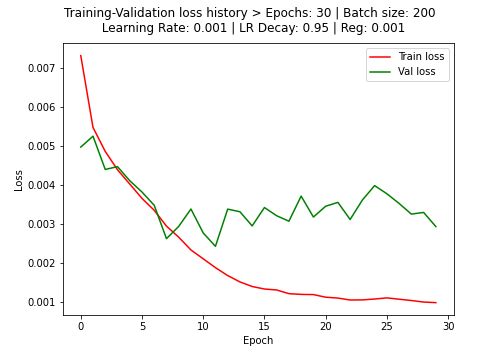 Training-Validation loss history > Epochs: 30 | Batch size: 200
Learning Rate: 0.001 | LR Decay: 0.95 | Reg: 0.001
Train loss
Val loss
0.007
0.006
0.005
0.004
0.003
0.002
0.001
Loss
0 5 10 15 20 25 30
Epoch